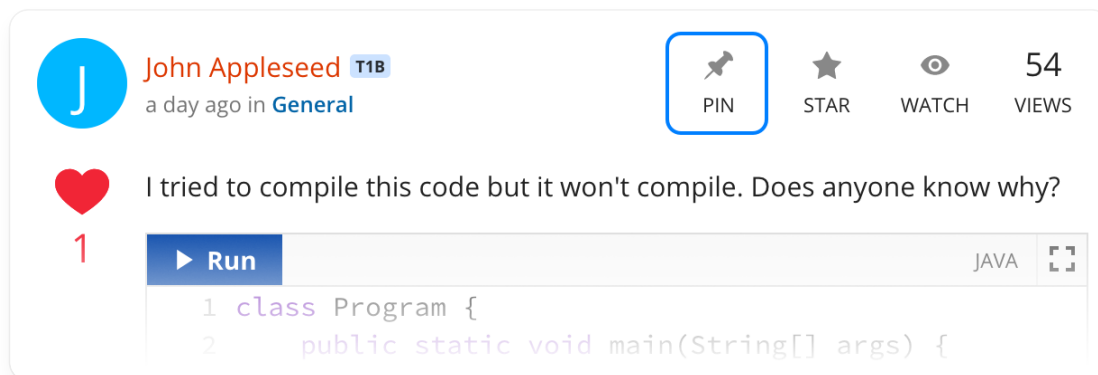 J
John Appleseed T1B
a day ago in General
PIN
STAR
WATCH
54
VIEWS
I tried to compile this code but it won't compile. Does anyone know why?
1
Run
JAVA
1 class Program {
2     public static void main(String[] args) {